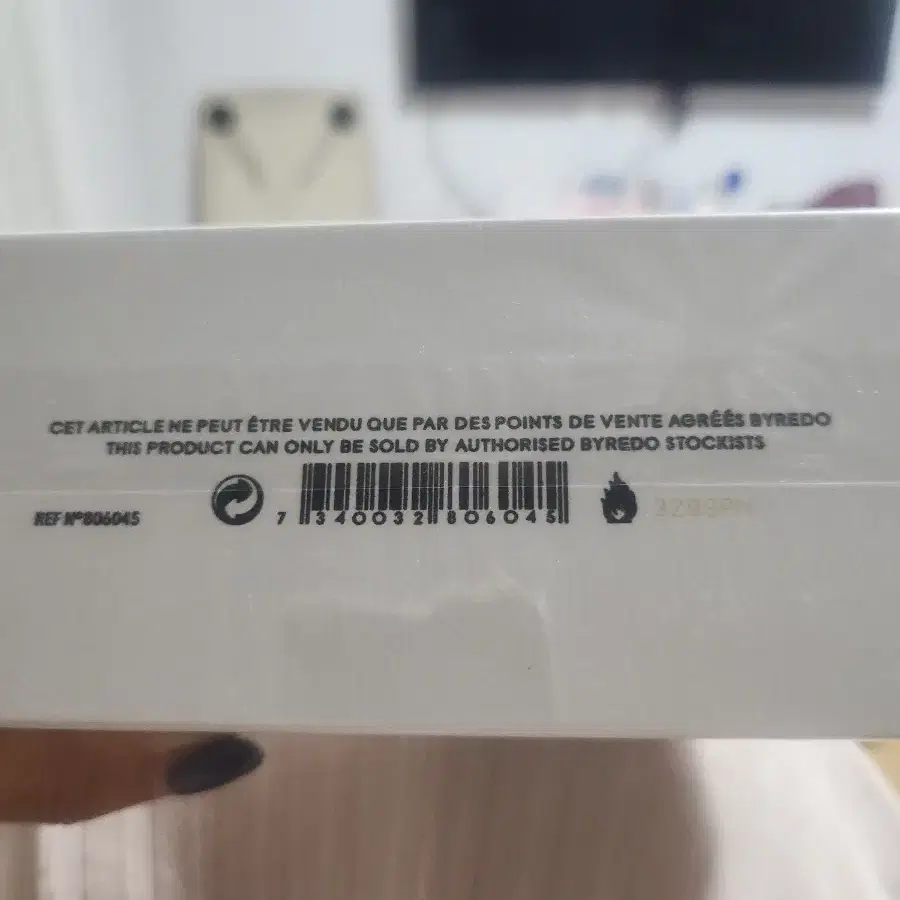 CET ARTICLE NE PEUT ÊTRE VENDU QUE PAR DES POINTS DE VENTE AGRÉÉS BYREDO
THIS PRODUCT CAN ONLY BE SOLD BY AUTHORISED BYREDO STOCKISTS
REF Nº806045
7 340032 806045